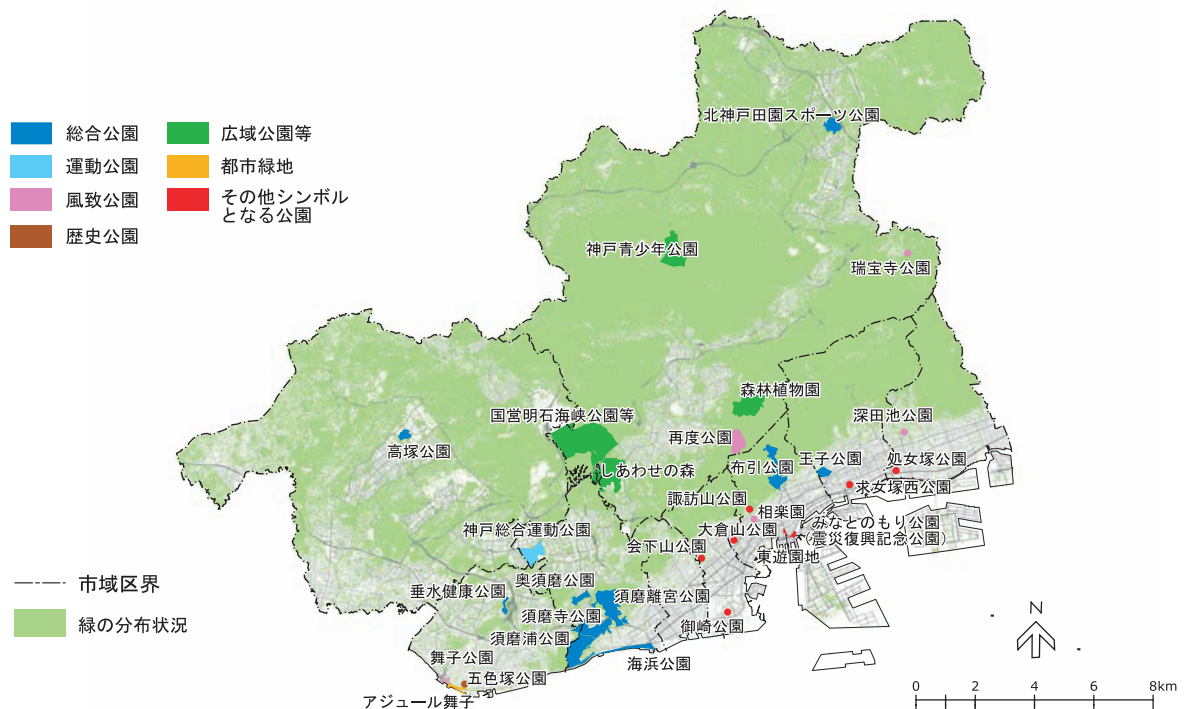 総合公園
広域公園等
運動公園
都市緑地
風致公園
その他シンボル
となる公園
歴史公園
北神戸田園スポーツ公園
神戸青少年公園
瑞宝寺公園
森林植物園
国営明石海峡公園等
深田池公園
再度公園
高塚公園
しあわせの森
布引公園
王子公園
処女塚公園
求女塚西公園
諏訪山公園
相楽園
神戸総合運動公園
大倉山公園
みなとのもり公園
(震災復興記念公園)
会下山公園
東遊園地
奥須磨公園
垂水健康公園
須磨離宮公園
須磨寺公園
御崎公園
須磨浦公園
舞子公園
海浜公園
五色塚公園
アジュール舞子
市域区界
緑の分布状況
N
0 2 4 6 8km